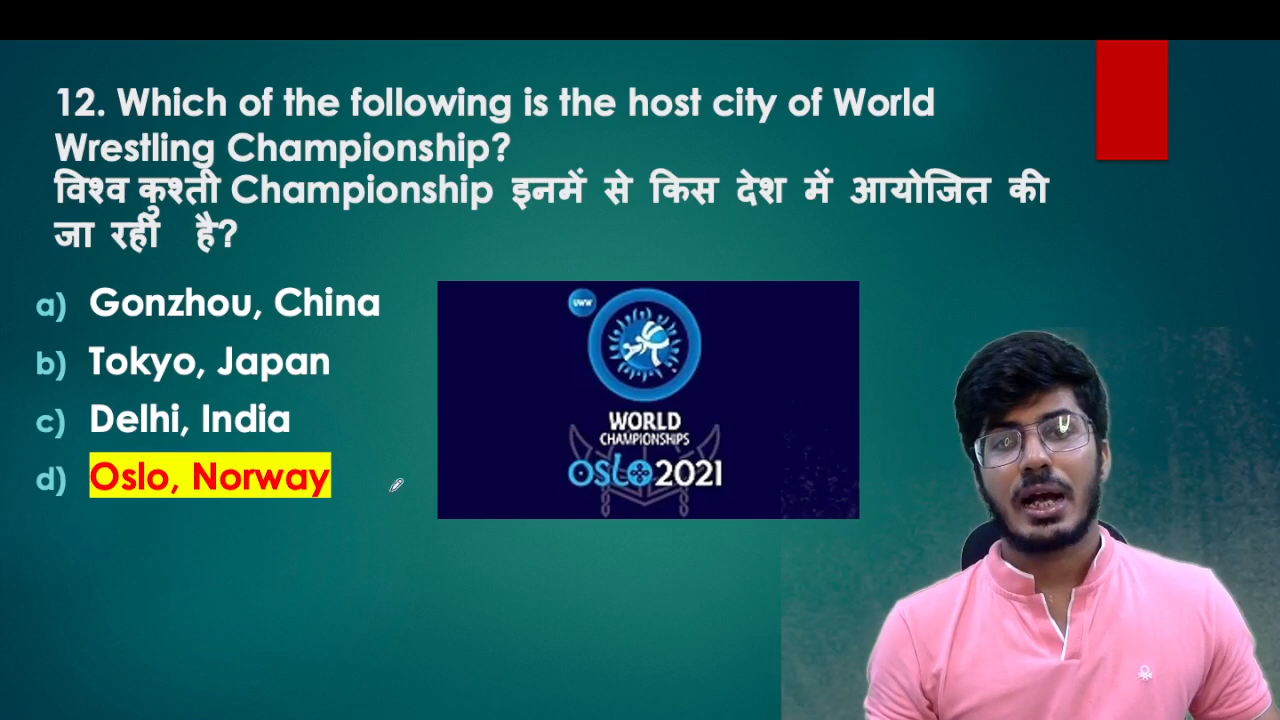 12. Which of the following is the host city of World
Wrestling Championship?
विश्व कुश्ती Championship इनमें से किस देश में आयोजित की
जा रही है?
a) Gonzhou, China
b) Tokyo, Japan
c) Delhi, India
d) Oslo, Norway
UWW
WORLD
CHAMPIONSHIPS
OSLO 2021